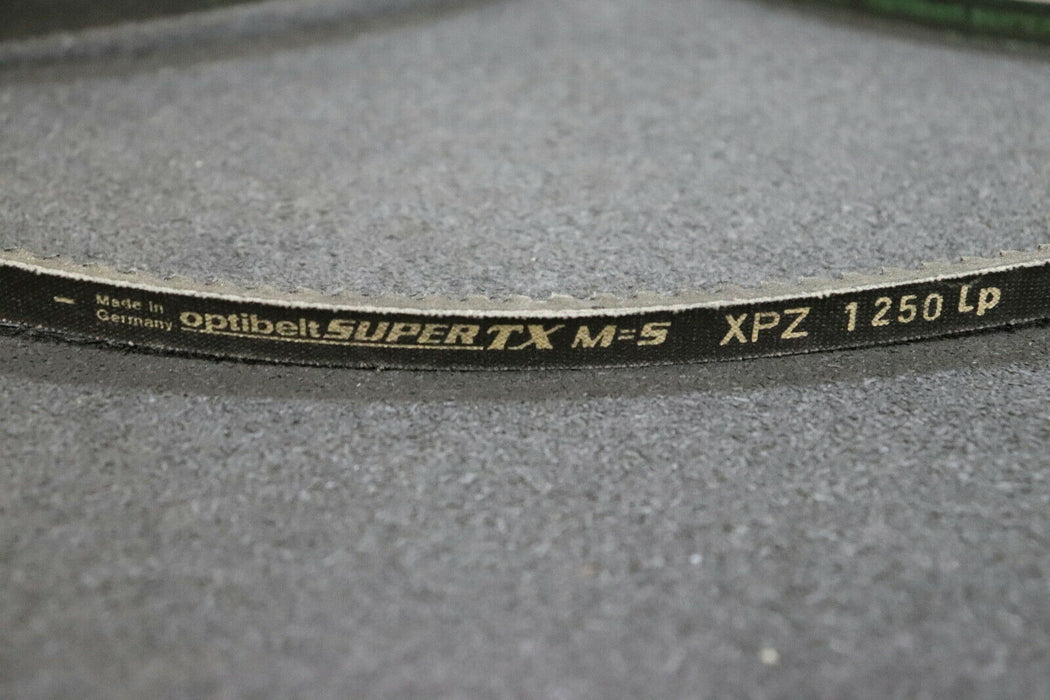 Made in
Germany optibelt SUPER TX M=S XPZ 1250 Lp